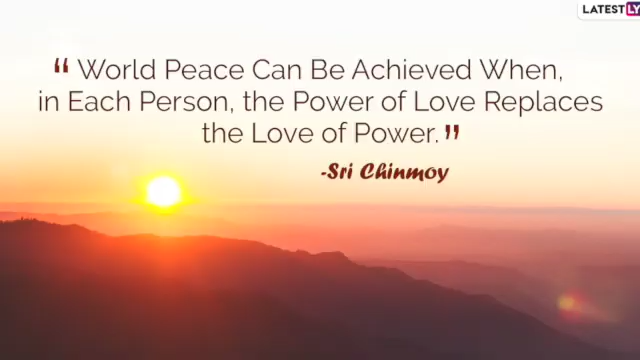 LATESTLY
“ World Peace Can Be Achieved When,
in Each Person, the Power of Love Replaces
the Love of Power. ”
-Sri Chinmoy